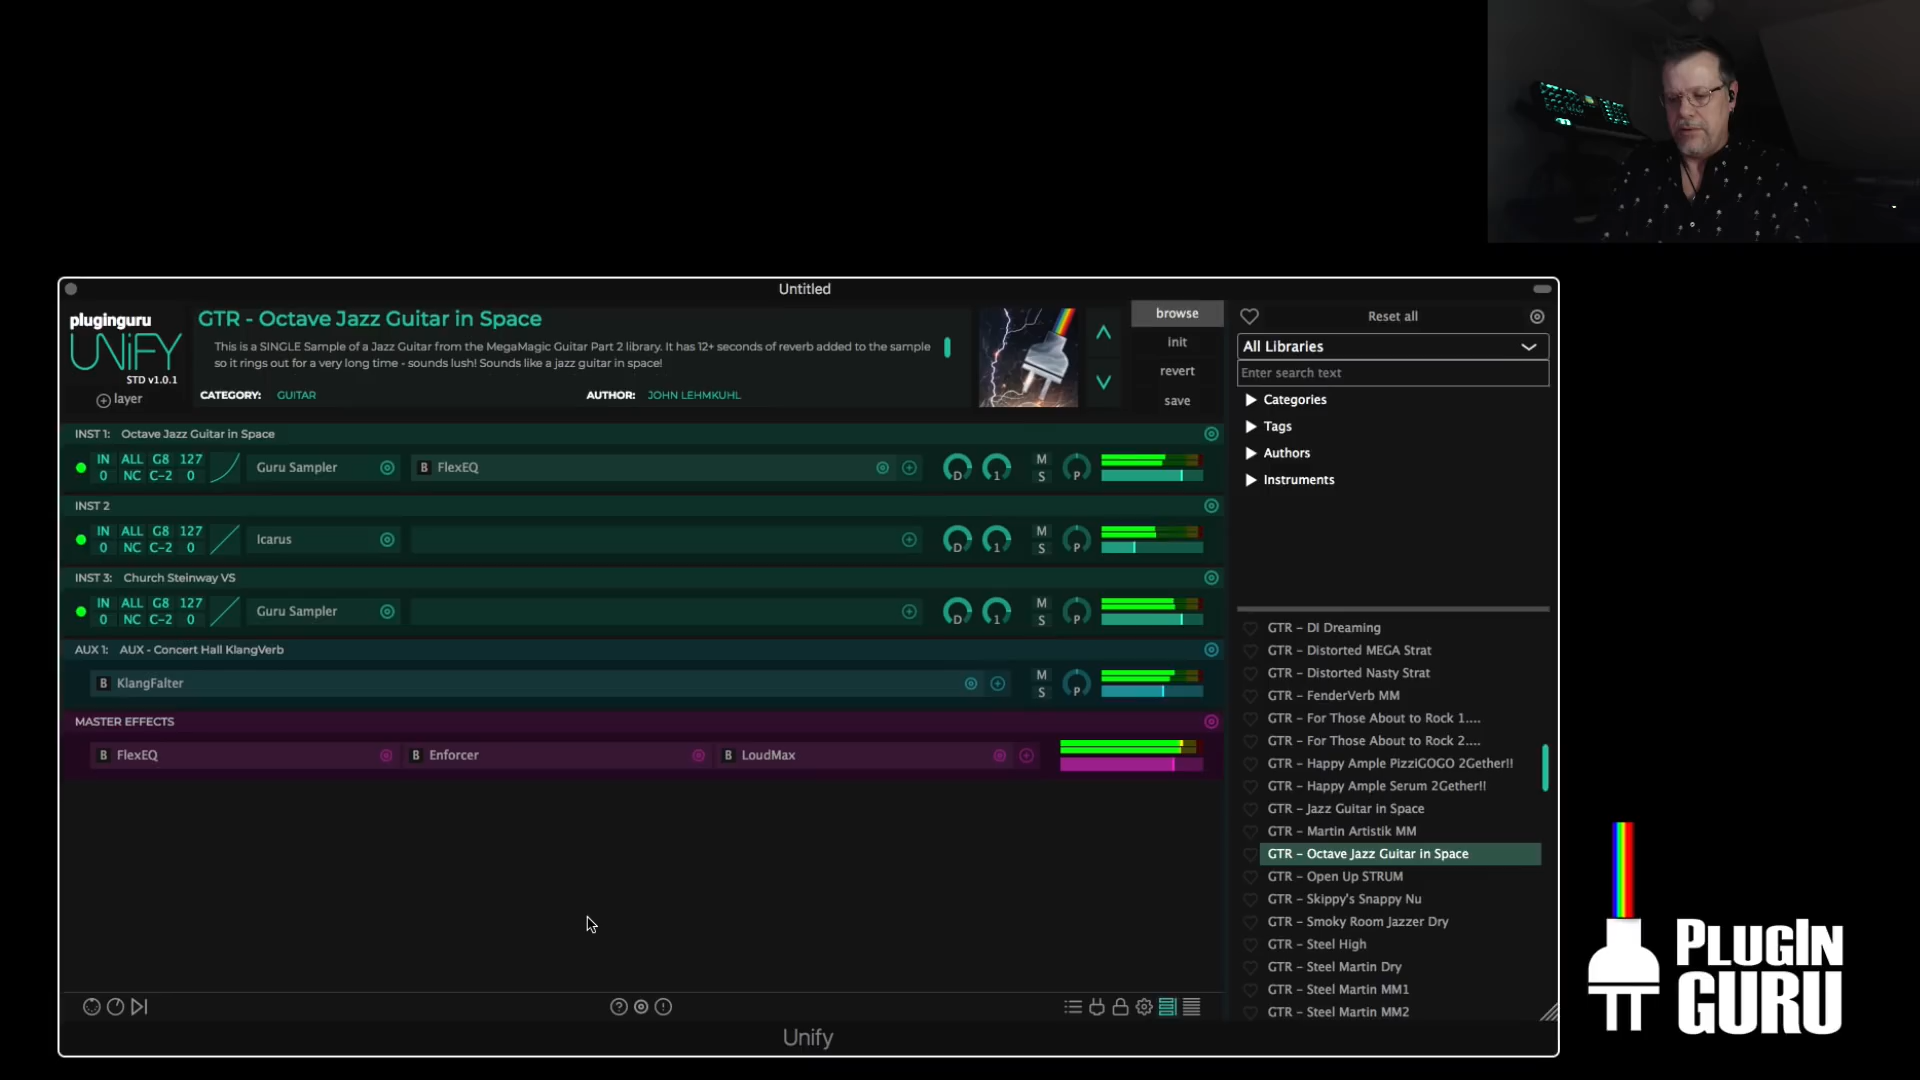 Untitled
pluginguru
UNIFY
STD v1.0.1
layer
GTR - Octave Jazz Guitar in Space
This is a SINGLE Sample of a Jazz Guitar from the MegaMagic Guitar Part 2 library. It has 12+ seconds of reverb added to the sample
so it rings out for a very long time - sounds lush! Sounds like a jazz guitar in space!
CATEGORY: GUITAR AUTHOR: JOHN LEHMKUHL
browse
init
revert
save
INST 1: Octave Jazz Guitar in Space
IN ALL G8 127
0 NC C-2 0
Guru Sampler
B FlexEQ
D 1 M S P
INST 2
IN ALL G8 127
0 NC C-2 0
Icarus
D 1 M S P
INST 3: Church Steinway VS
IN ALL G8 127
0 NC C-2 0
Guru Sampler
D 1 M S P
AUX 1: AUX - Concert Hall KlangVerb
B KlangFalter
M S P
MASTER EFFECTS
B FlexEQ B Enforcer B LoudMax
Unify
Reset all
All Libraries
Enter search text
Categories
Tags
Authors
Instruments
GTR - DI Dreaming
GTR - Distorted MEGA Strat
GTR - Distorted Nasty Strat
GTR - FenderVerb MM
GTR - For Those About to Rock 1....
GTR - For Those About to Rock 2....
GTR - Happy Ample PizziGOGO 2Gether!!
GTR - Happy Ample Serum 2Gether!!
GTR - Jazz Guitar in Space
GTR - Martin Artistik MM
GTR - Octave Jazz Guitar in Space
GTR - Open Up STRUM
GTR - Skippy's Snappy Nu
GTR - Smoky Room Jazzer Dry
GTR - Steel High
GTR - Steel Martin Dry
GTR - Steel Martin MM1
GTR - Steel Martin MM2
PLUGIN
GURU